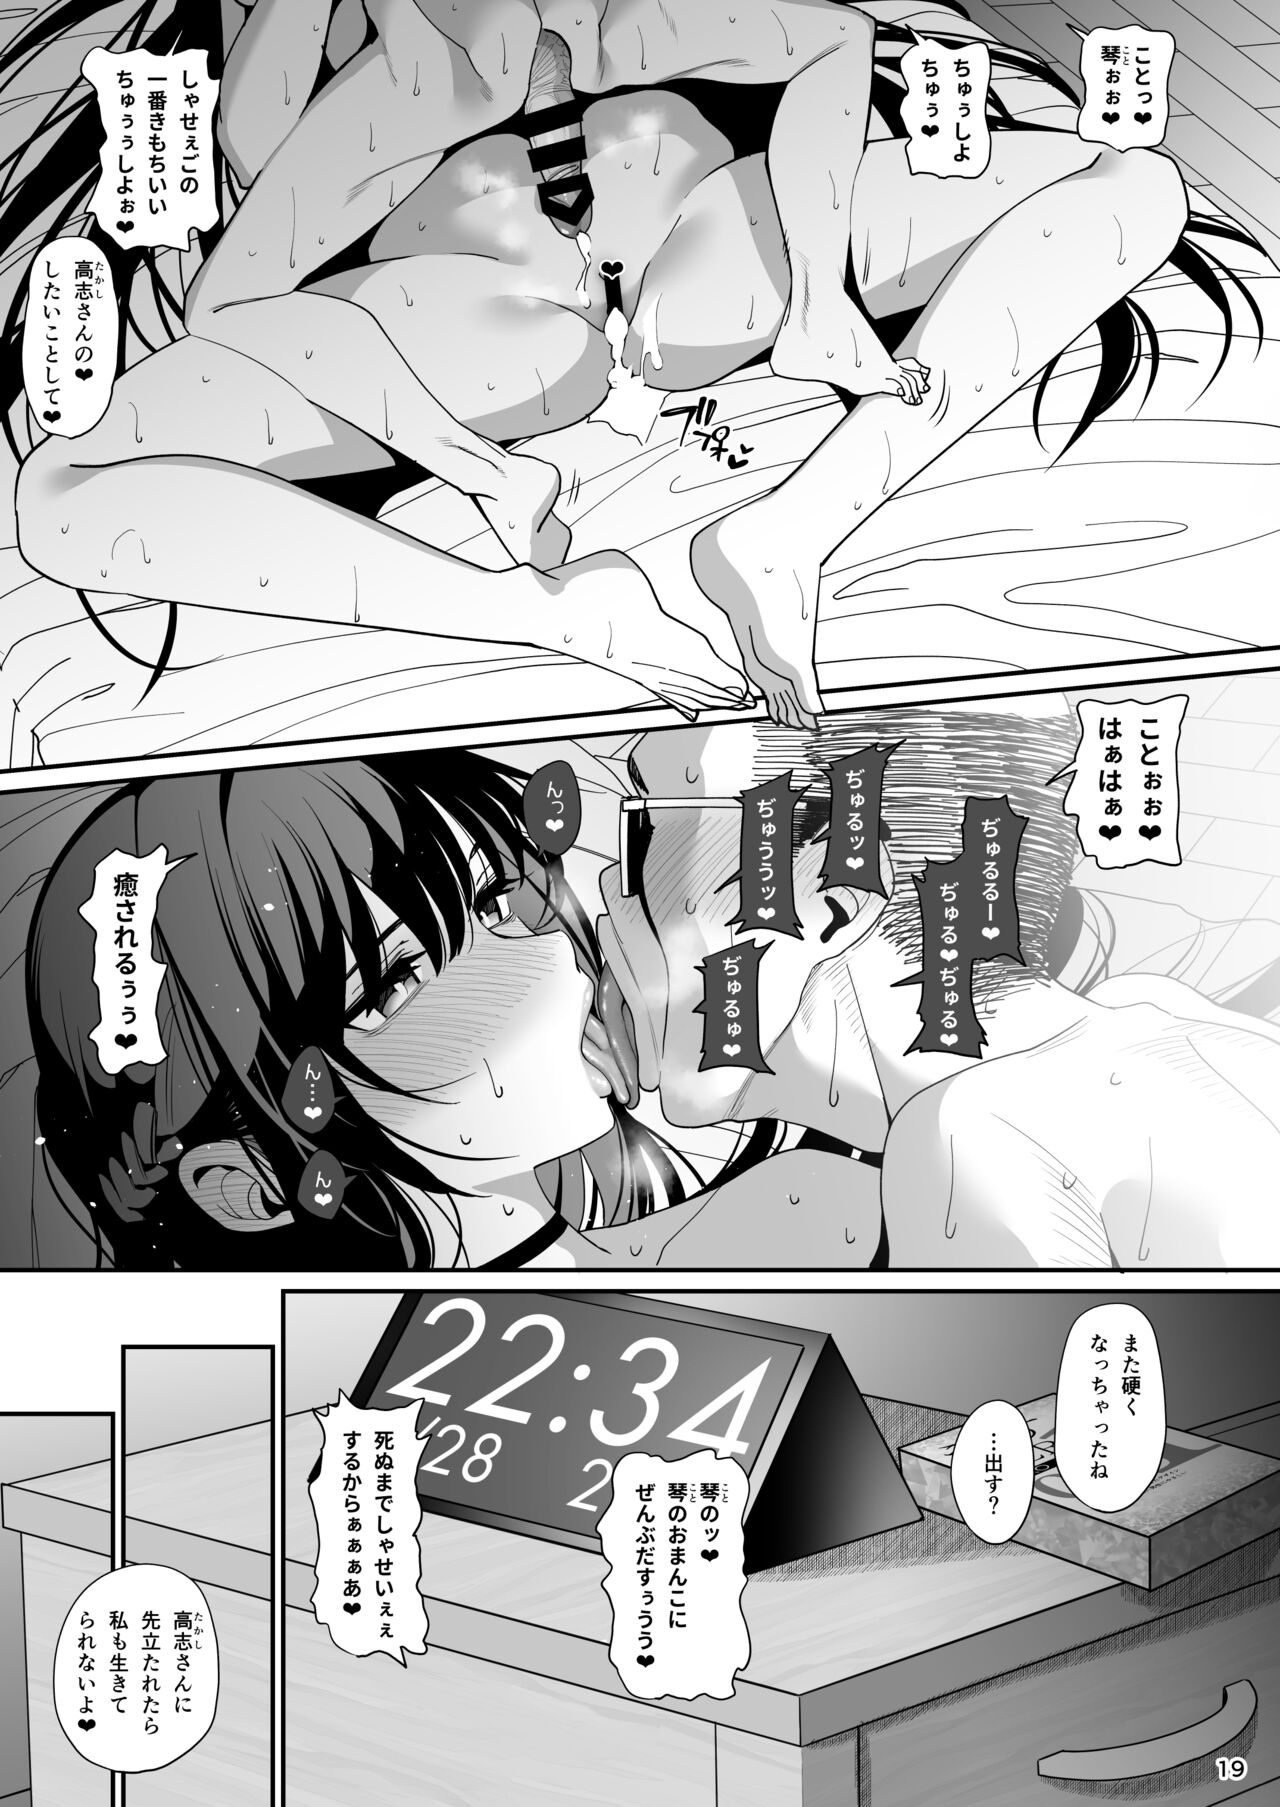 ことっ♥
琴ぉぉ♥
ちゅぅしよ
ちゅぅ♥
しゃせぇごの
一番きもちいい
ちゅぅぅしよぉ
♥
高志さんの♥
したいことして
♥
ブピォ♥♥
ことぉぉ♥
はぁはぁ♥
ぢゅるるー♥
ぢゅる♥ぢゅる♥
ぢゅるッ♥
ぢゅううッ♥
ぢゅるゅ♥
んっ♥
癒されるぅぅ♥
ん…♥
ん♥
また硬く
なっちゃったね
…出す?
22:34
/28
琴のッ♥
琴のおまんこに
ぜんぶだすぅうう♥
死ぬまでしゃせいぇぇ
するからぁぁぁあ♥
高志さんに
先立たれたら
私も生きて
られないよ♥
19